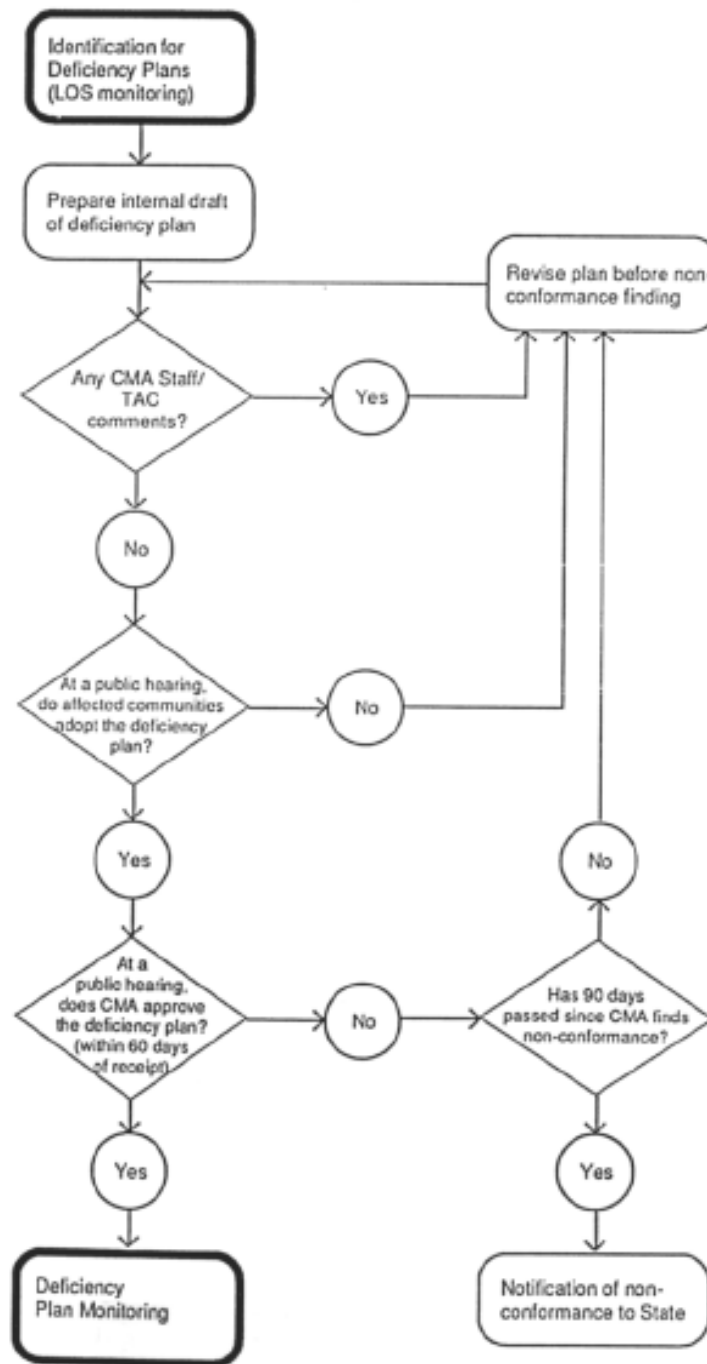 Identification for
Deficiency Plans
(LOS monitoring)
Prepare internal draft
of deficiency plan
Revise plan before non-
conformance finding
Any CMA Staff/
TAC
comments?
Yes
No
At a public hearing,
do affected communities
adopt the deficiency
plan?
No
Yes
No
At a
public hearing,
does CMA approve
the deficiency plan?
(within 60 days
of receipt)
No
Has 90 days
passed since CMA finds
non-conformance?
Yes
Yes
Deficiency
Plan Monitoring
Notification of non-
conformance to State